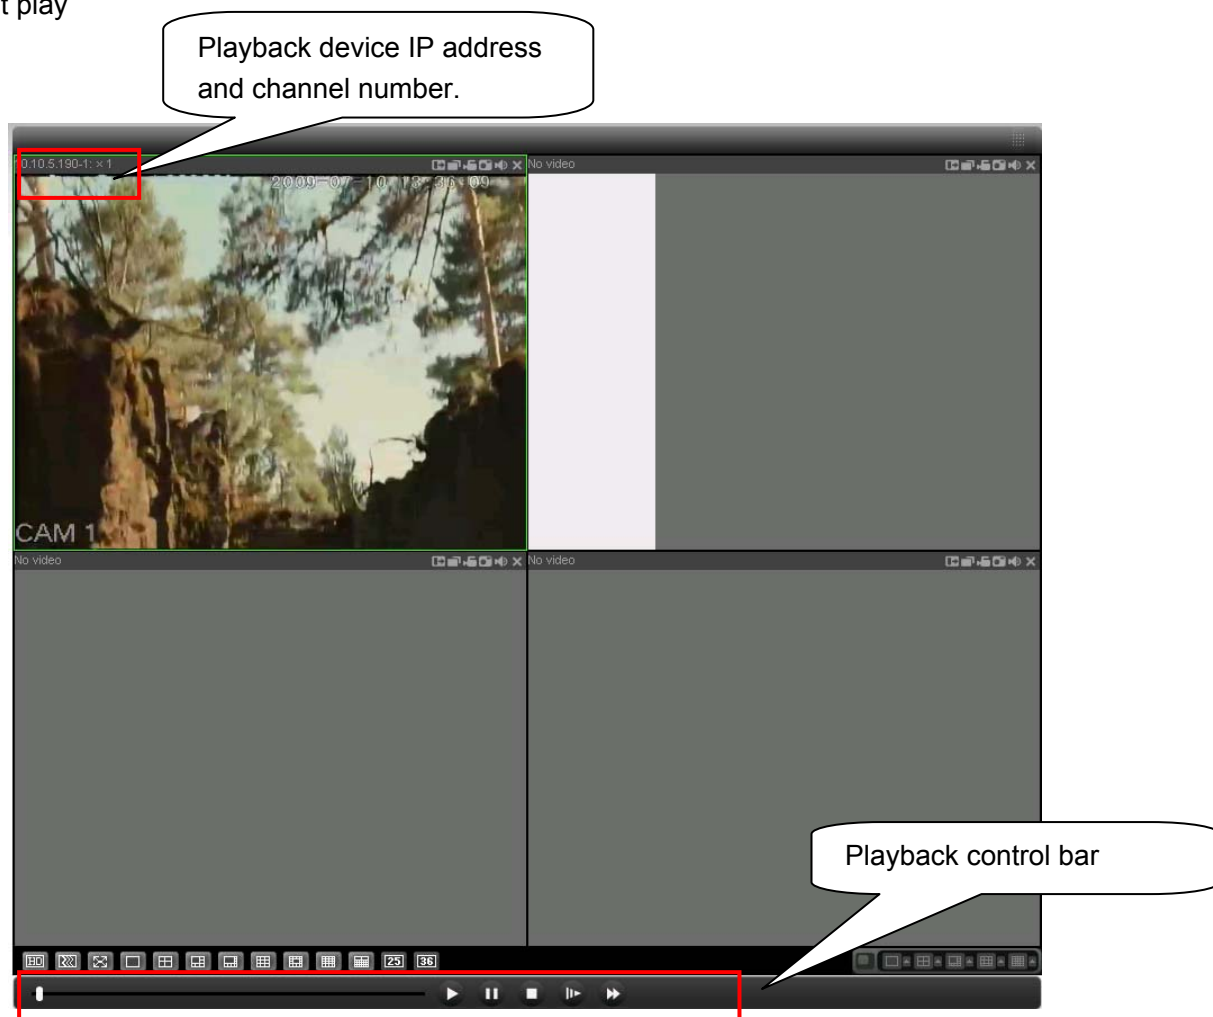 t play
Playback device IP address
and channel number.
0.10.5.190-1: × 1
No video
2009-07-10 13:36:09
CAM 1
No video
No video
HD
25
36
Playback control bar